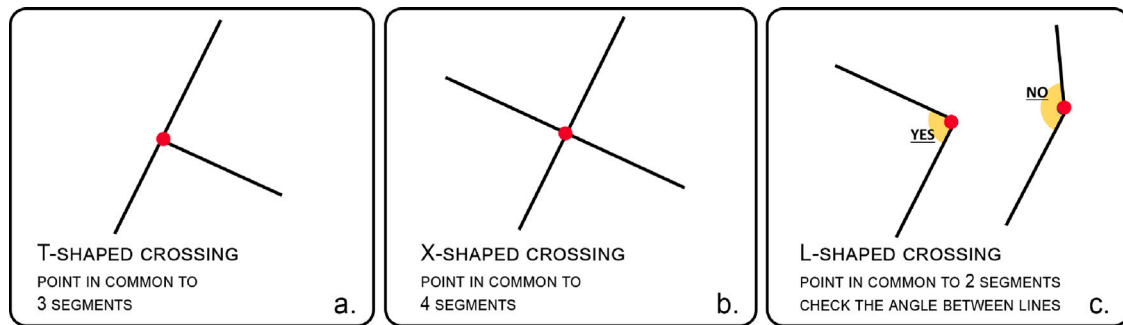 T-SHAPED CROSSING
POINT IN COMMON TO
3 SEGMENTS
a.
X-SHAPED CROSSING
POINT IN COMMON TO
4 SEGMENTS
b.
YES
NO
L-SHAPED CROSSING
POINT IN COMMON TO 2 SEGMENTS
CHECK THE ANGLE BETWEEN LINES
c.